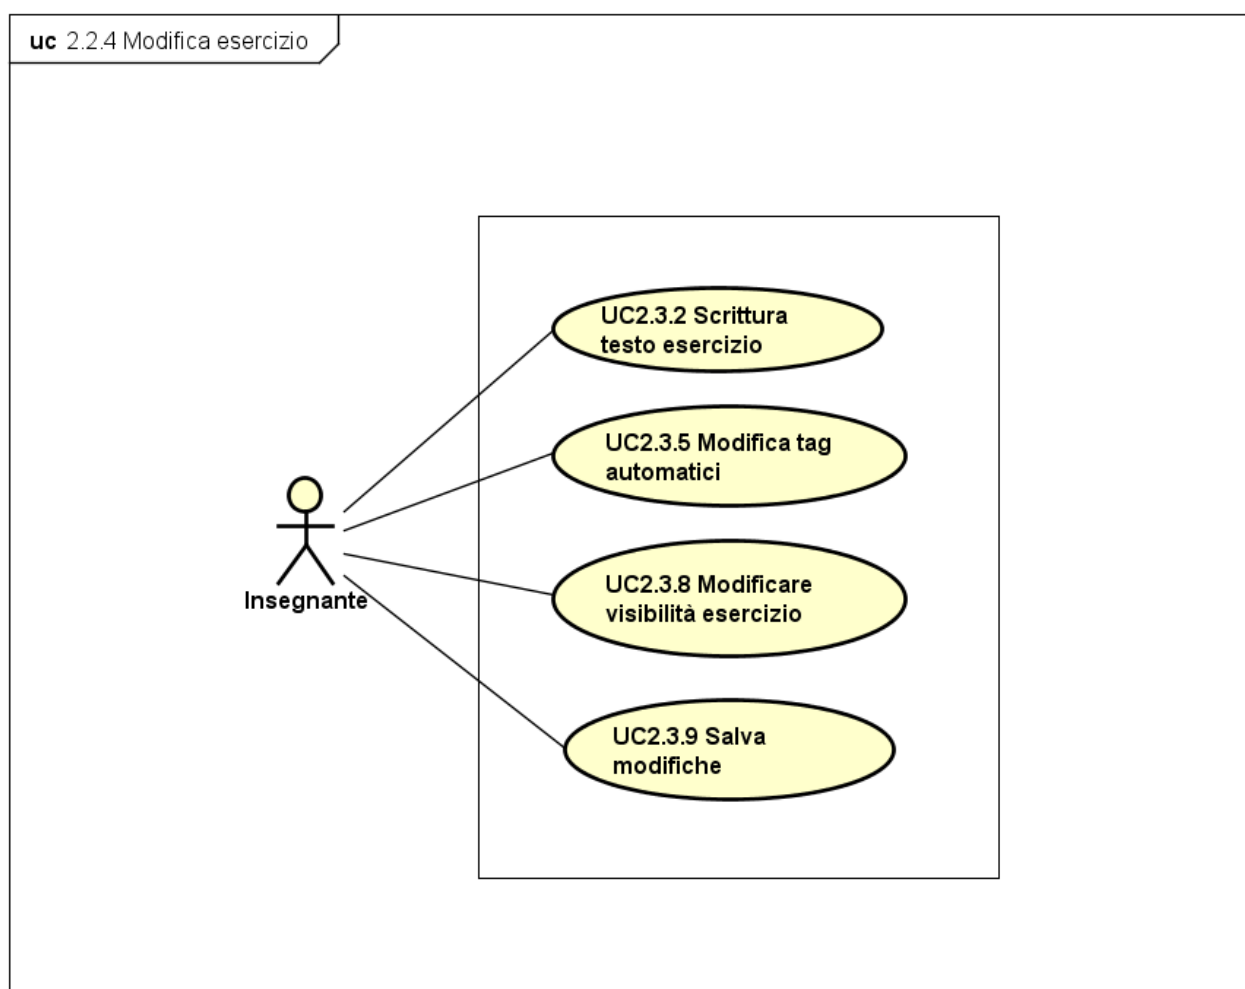 uc 2.2.4 Modifica esercizio
UC2.3.2 Scrittura
testo esercizio
UC2.3.5 Modifica tag
automatici
UC2.3.8 Modificare
visibilità esercizio
Insegnante
UC2.3.9 Salva
modifiche